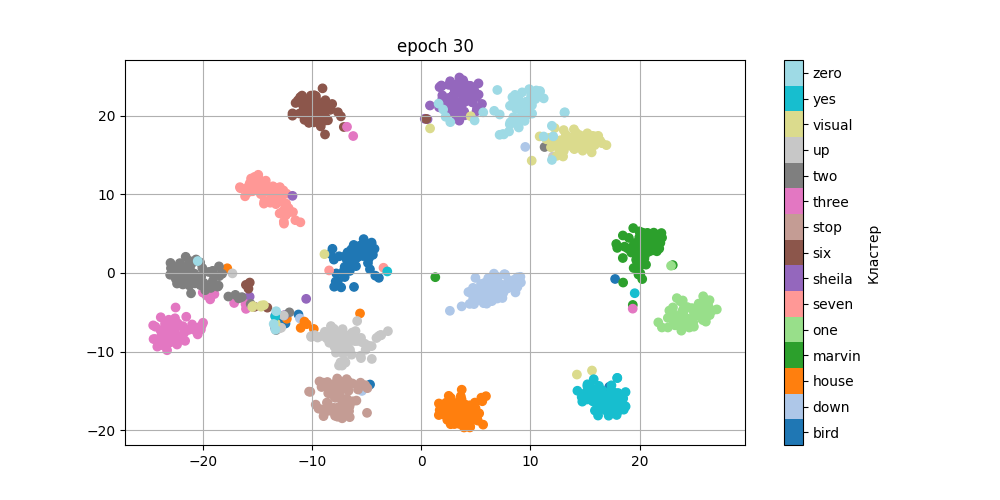 epoch 30
20
10
0
−10
−20
−20
−10
0
10
20
zero
yes
visual
up
two
three
stop
six
sheila
seven
one
marvin
house
down
bird
Кластер